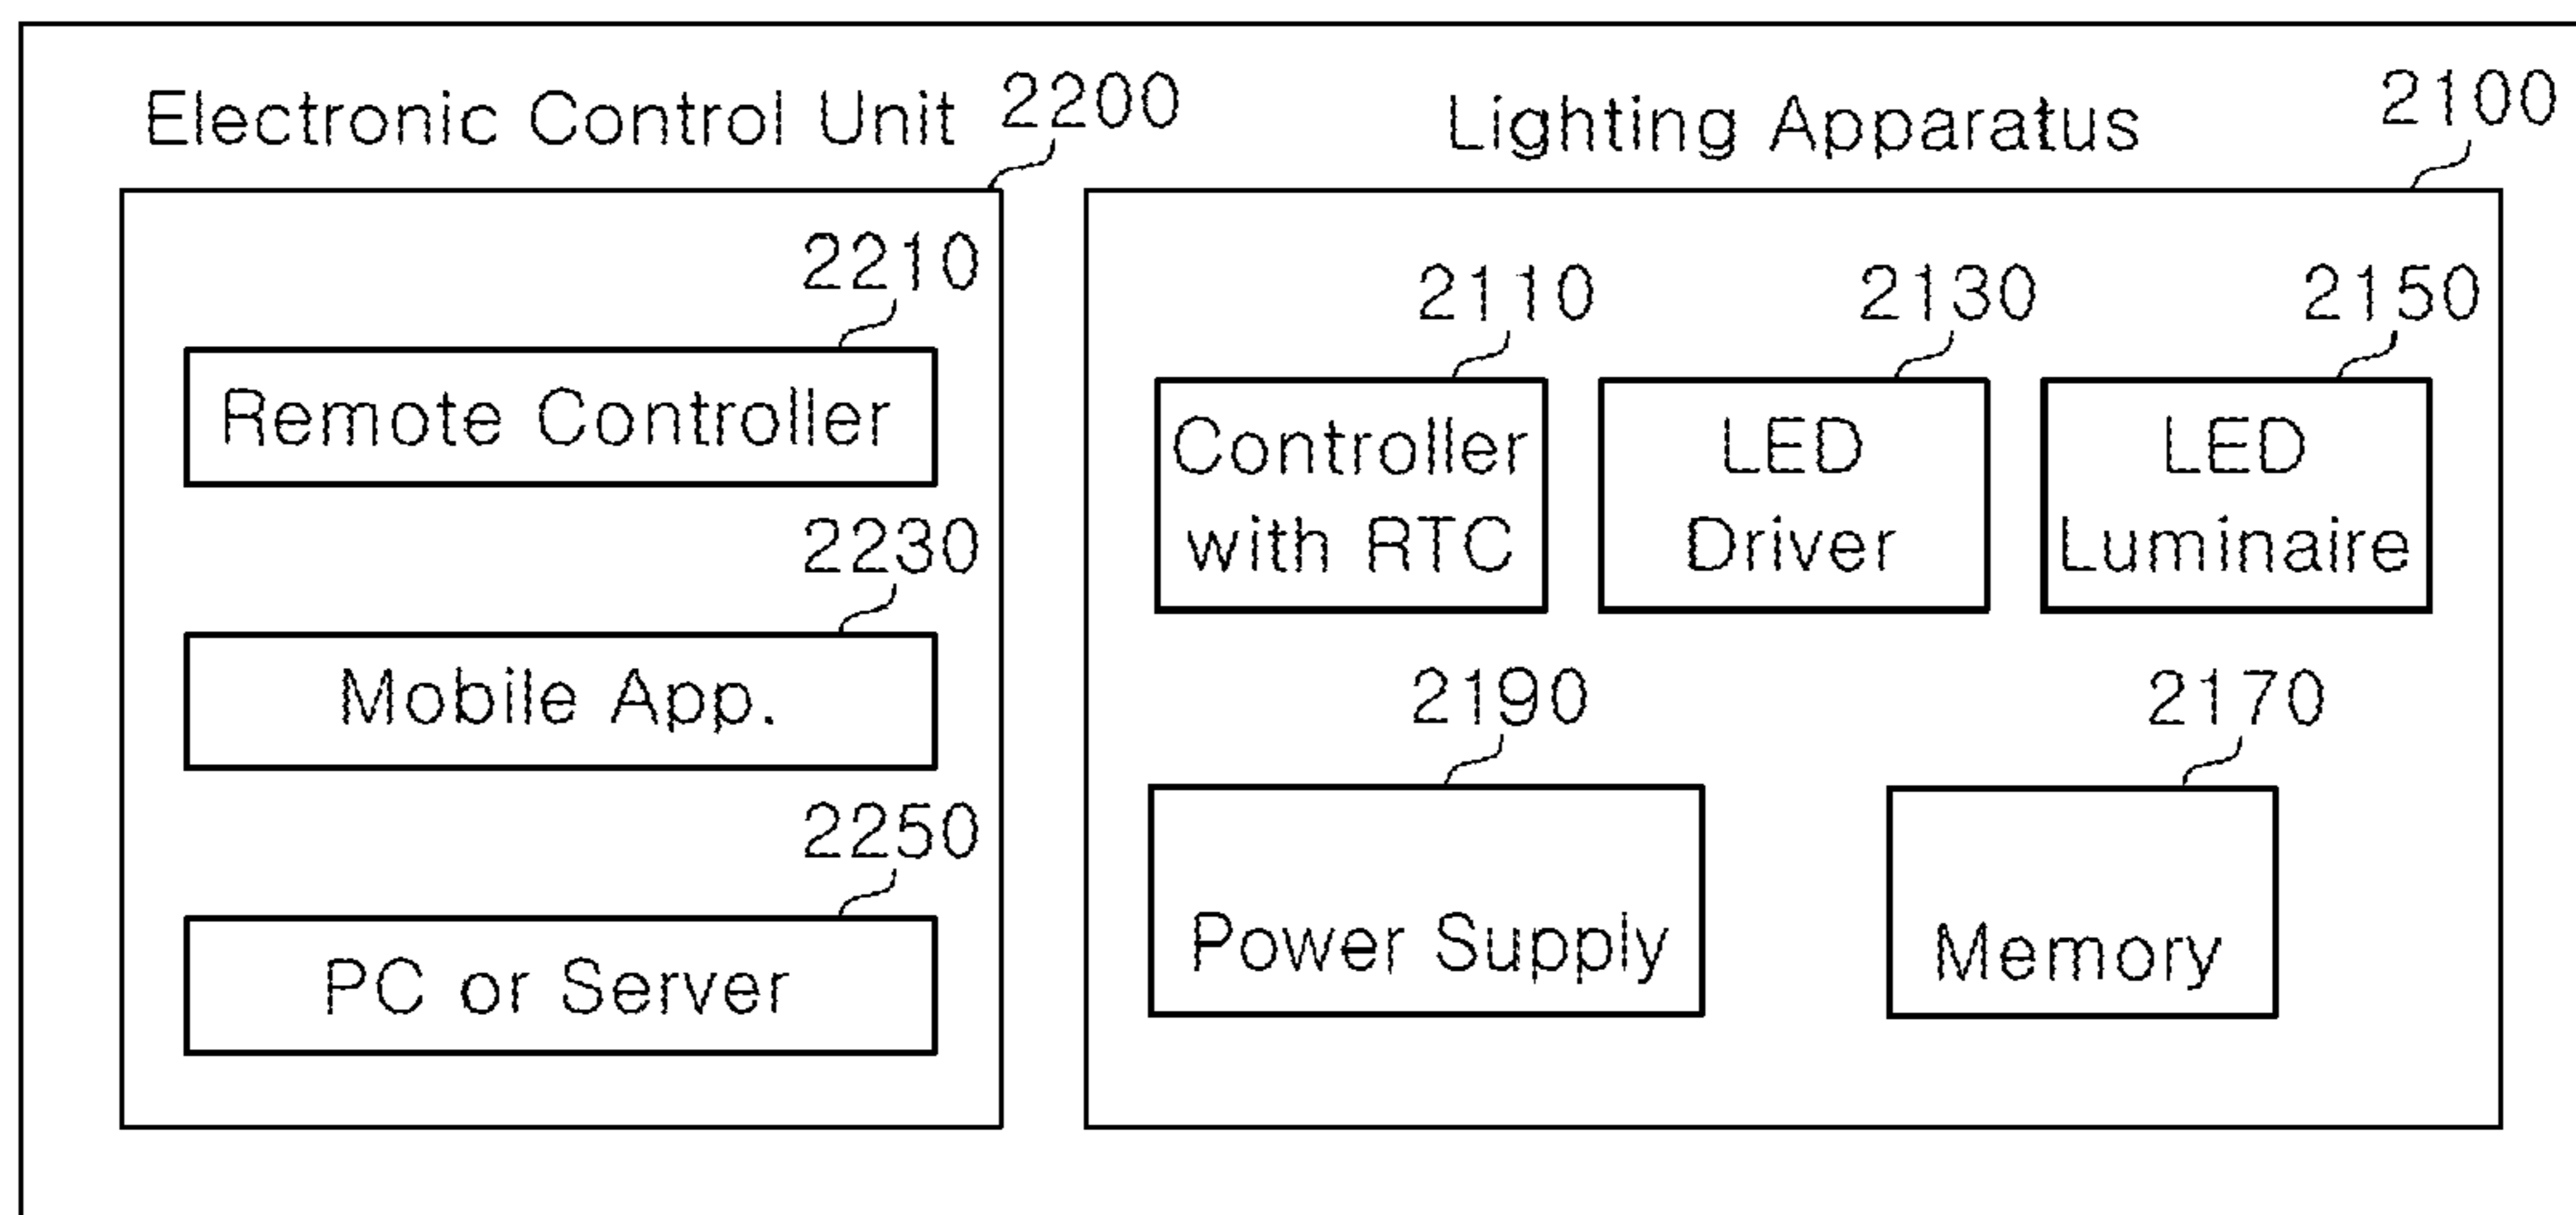 Electronic Control Unit 2200
2210
Remote Controller
2230
Mobile App.
2250
PC or Server
Lighting Apparatus 2100
2110
Controller
with RTC
2130
LED
Driver
2150
LED
Luminaire
2190
Power Supply
2170
Memory